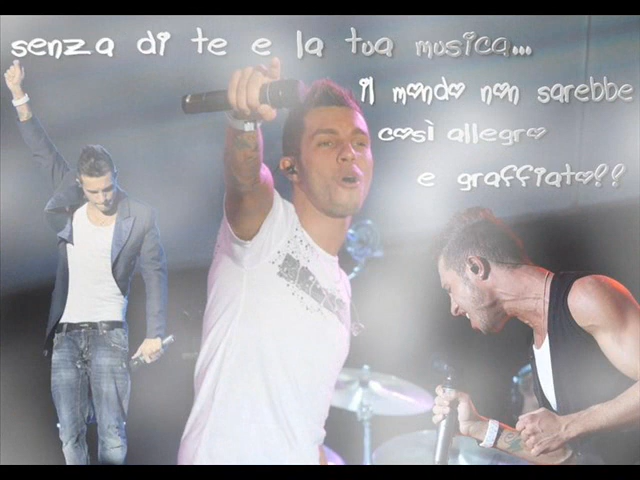 senza di te e la tua musica...
il mondo non sarebbe
così allegro
e graffiato??